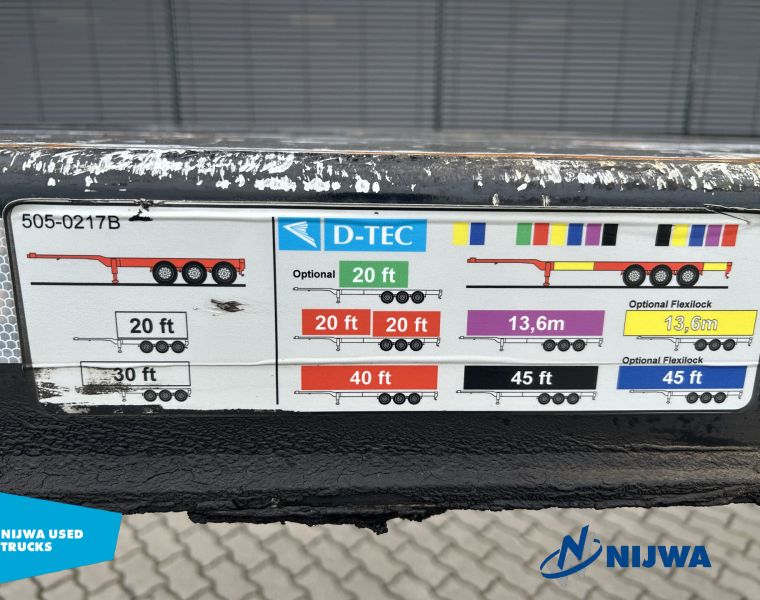 505-0217B
20 ft
30 ft
D-TEC
Optional
20 ft
20 ft 20 ft
40 ft
13,6m
45 ft
Optional Flexilock
13,6m
Optional Flexilock
45 ft
NIJWA USED
TRUCKS
NIJWA